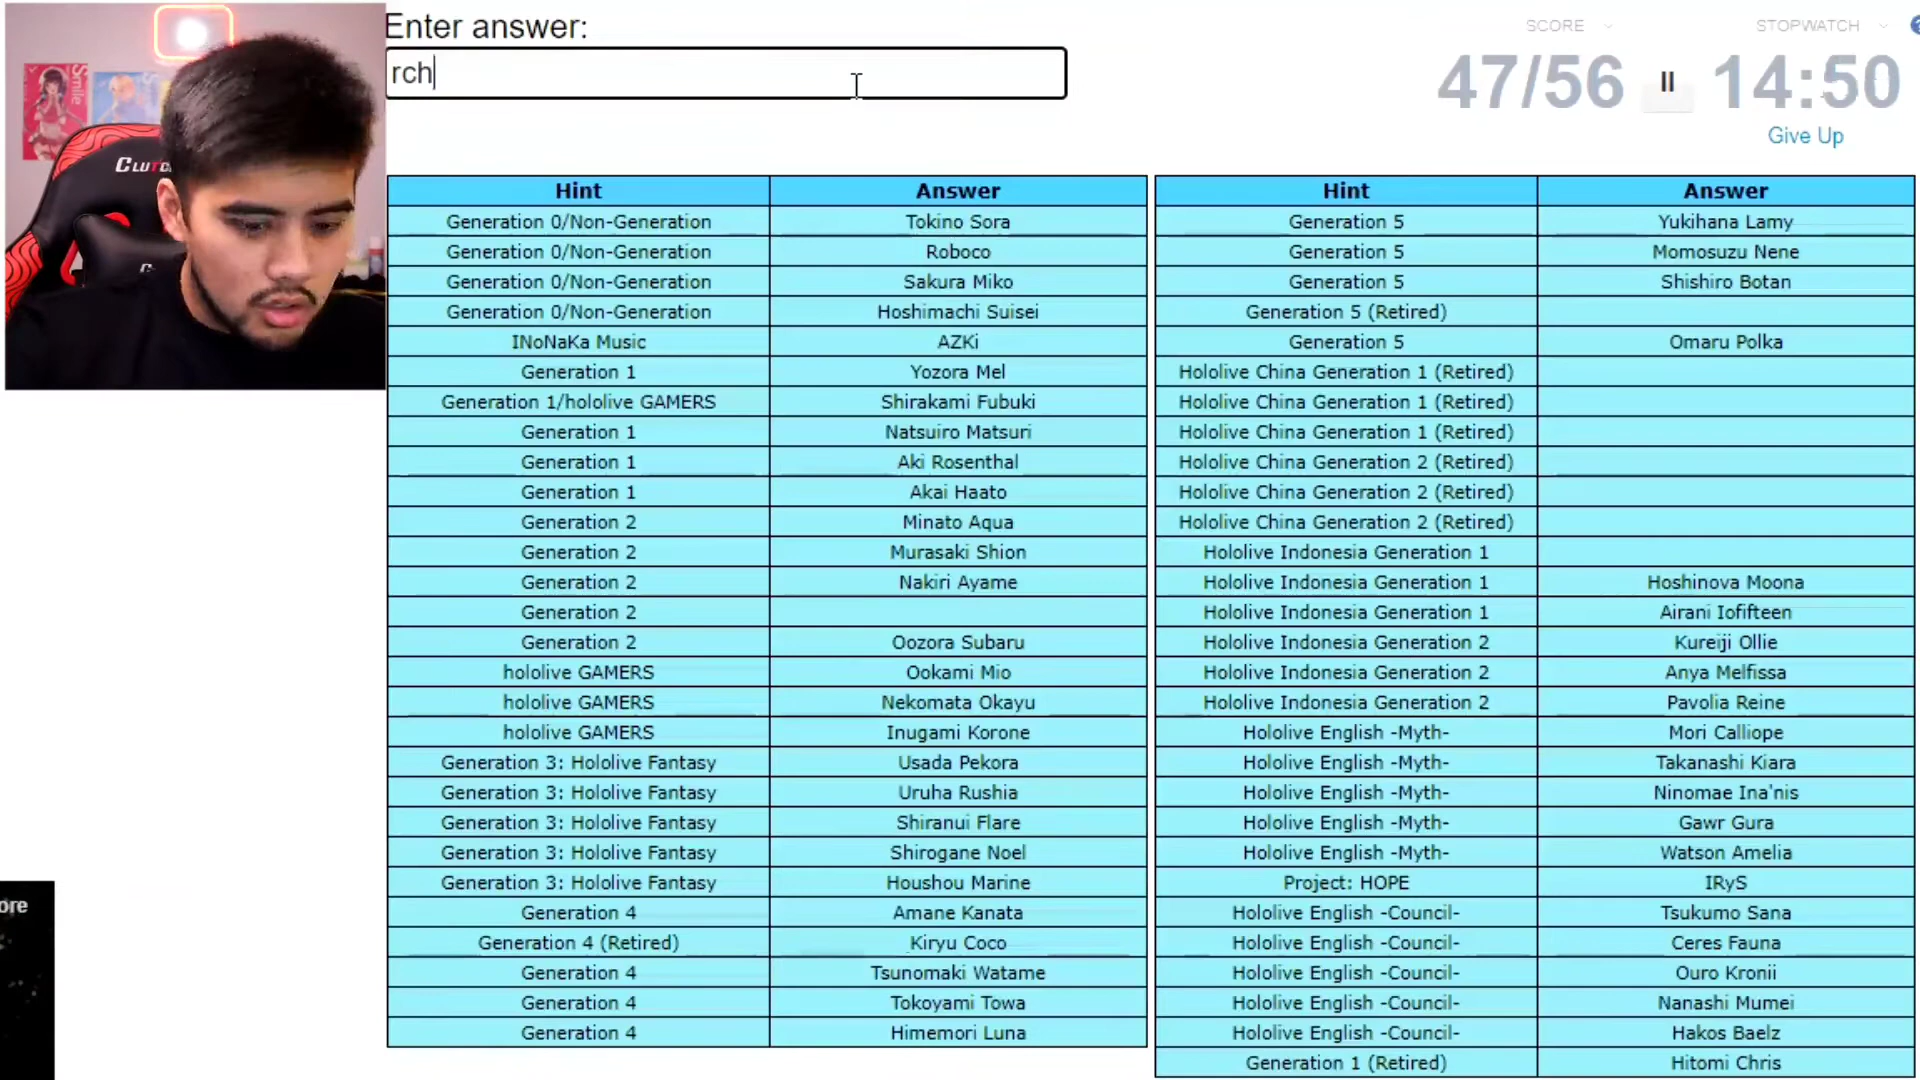 Enter answer:
rch
SCORE
STOPWATCH
47/56
14:50
Give Up
Smile
CLUTCH
ore
Hint Answer
Generation 0/Non-Generation Tokino Sora
Generation 0/Non-Generation Roboco
Generation 0/Non-Generation Sakura Miko
Generation 0/Non-Generation Hoshimachi Suisei
INoNaKa Music AZKi
Generation 1 Yozora Mel
Generation 1/hololive GAMERS Shirakami Fubuki
Generation 1 Natsuiro Matsuri
Generation 1 Aki Rosenthal
Generation 1 Akai Haato
Generation 2 Minato Aqua
Generation 2 Murasaki Shion
Generation 2 Nakiri Ayame
Generation 2
Generation 2 Oozora Subaru
hololive GAMERS Ookami Mio
hololive GAMERS Nekomata Okayu
hololive GAMERS Inugami Korone
Generation 3: Hololive Fantasy Usada Pekora
Generation 3: Hololive Fantasy Uruha Rushia
Generation 3: Hololive Fantasy Shiranui Flare
Generation 3: Hololive Fantasy Shirogane Noel
Generation 3: Hololive Fantasy Houshou Marine
Generation 4 Amane Kanata
Generation 4 (Retired) Kiryu Coco
Generation 4 Tsunomaki Watame
Generation 4 Tokoyami Towa
Generation 4 Himemori Luna
Hint Answer
Generation 5 Yukihana Lamy
Generation 5 Momosuzu Nene
Generation 5 Shishiro Botan
Generation 5 (Retired)
Generation 5 Omaru Polka
Hololive China Generation 1 (Retired)
Hololive China Generation 1 (Retired)
Hololive China Generation 1 (Retired)
Hololive China Generation 2 (Retired)
Hololive China Generation 2 (Retired)
Hololive China Generation 2 (Retired)
Hololive Indonesia Generation 1
Hololive Indonesia Generation 1 Hoshinova Moona
Hololive Indonesia Generation 1 Airani Iofifteen
Hololive Indonesia Generation 2 Kureiji Ollie
Hololive Indonesia Generation 2 Anya Melfissa
Hololive Indonesia Generation 2 Pavolia Reine
Hololive English -Myth- Mori Calliope
Hololive English -Myth- Takanashi Kiara
Hololive English -Myth- Ninomae Ina'nis
Hololive English -Myth- Gawr Gura
Hololive English -Myth- Watson Amelia
Project: HOPE IRyS
Hololive English -Council- Tsukumo Sana
Hololive English -Council- Ceres Fauna
Hololive English -Council- Ouro Kronii
Hololive English -Council- Nanashi Mumei
Hololive English -Council- Hakos Baelz
Generation 1 (Retired) Hitomi Chris